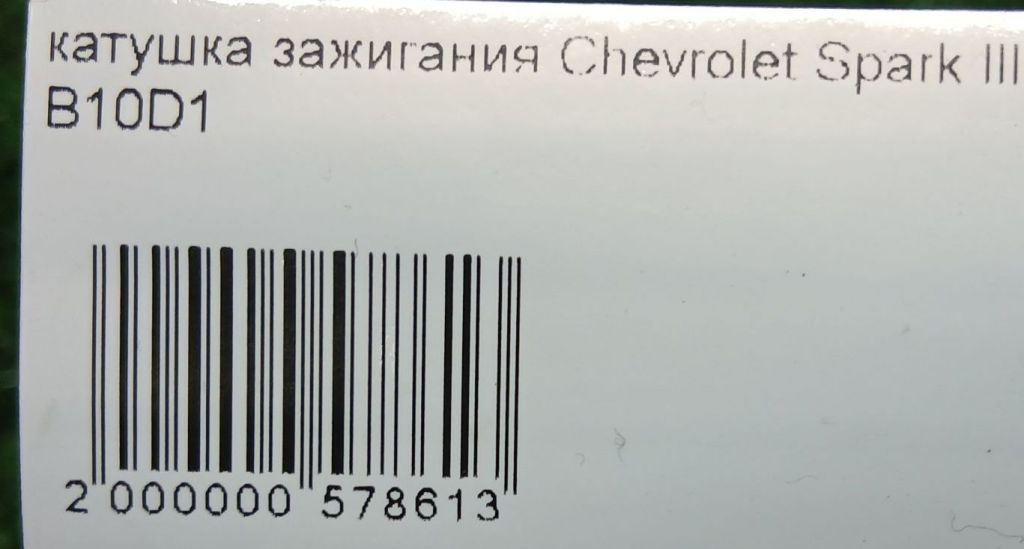 катушка зажигания Chevrolet Spark III
B10D1
2 000000 578613